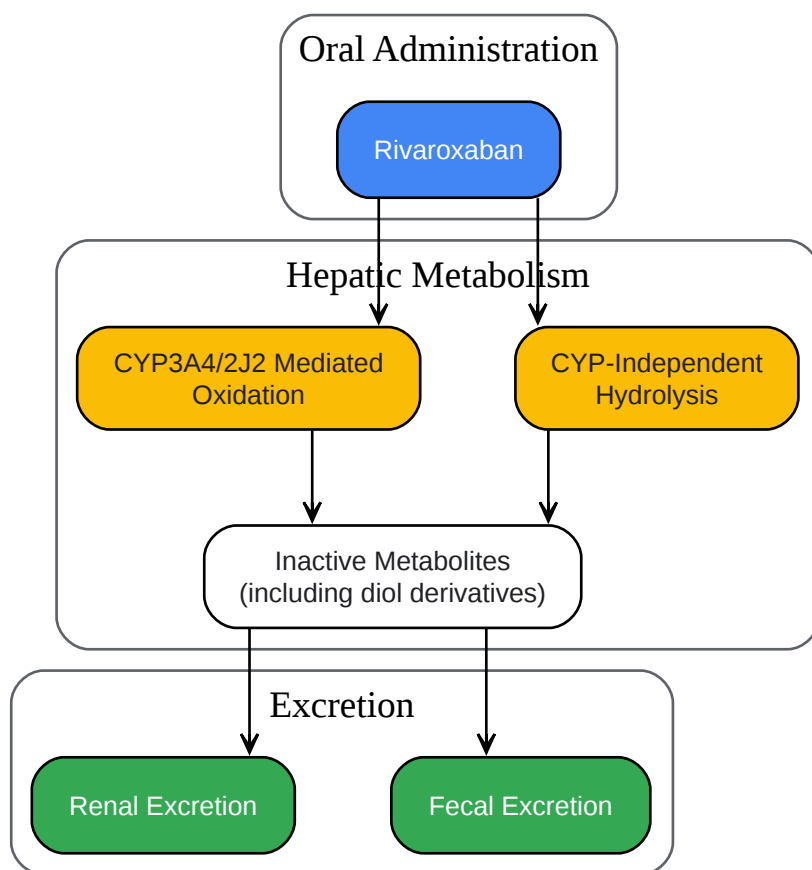 Oral Administration
Rivaroxaban
Hepatic Metabolism
CYP3A4/2J2 Mediated
Oxidation
CYP-Independent
Hydrolysis
Inactive Metabolites
(including diol derivatives)
Excretion
Renal Excretion
Fecal Excretion